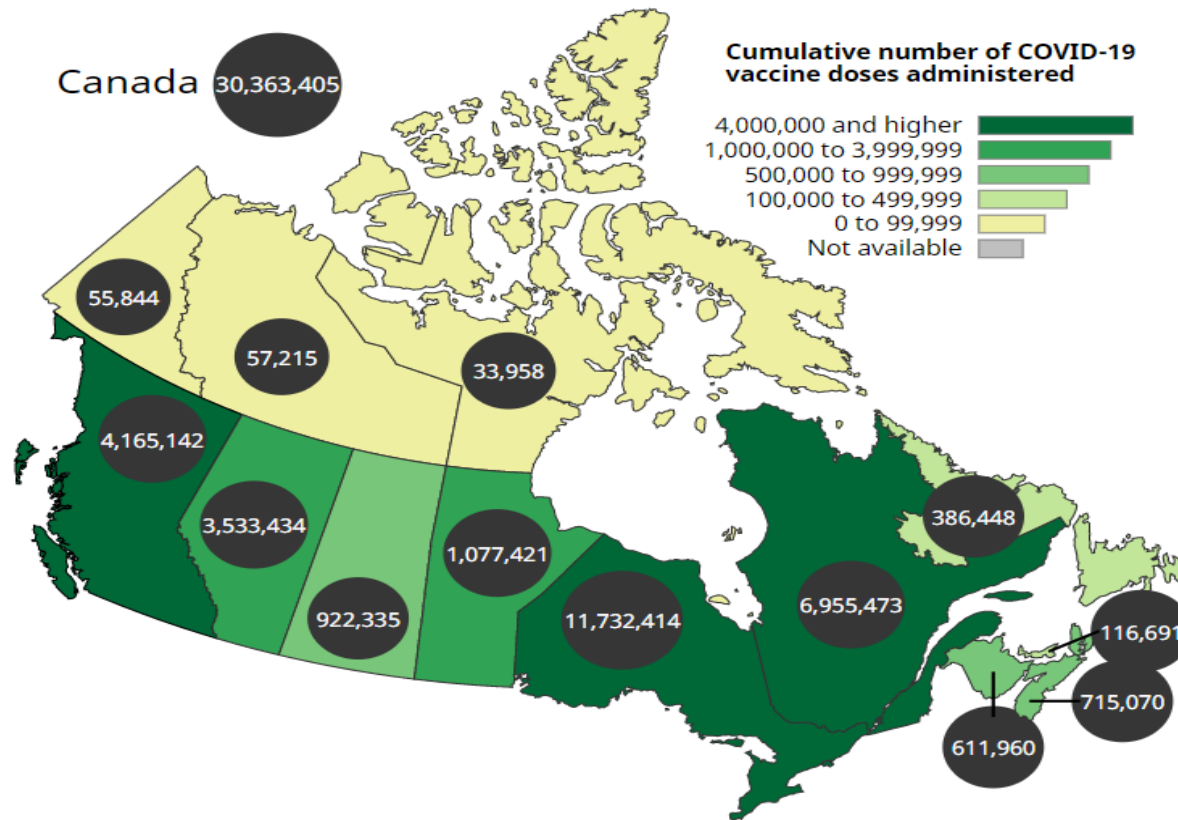 Canada 30,363,405
Cumulative number of COVID-19
vaccine doses administered
4,000,000 and higher
1,000,000 to 3,999,999
500,000 to 999,999
100,000 to 499,999
0 to 99,999
Not available
55,844
57,215
33,958
4,165,142
3,533,434
922,335
1,077,421
11,732,414
6,955,473
386,448
116,691
715,070
611,960